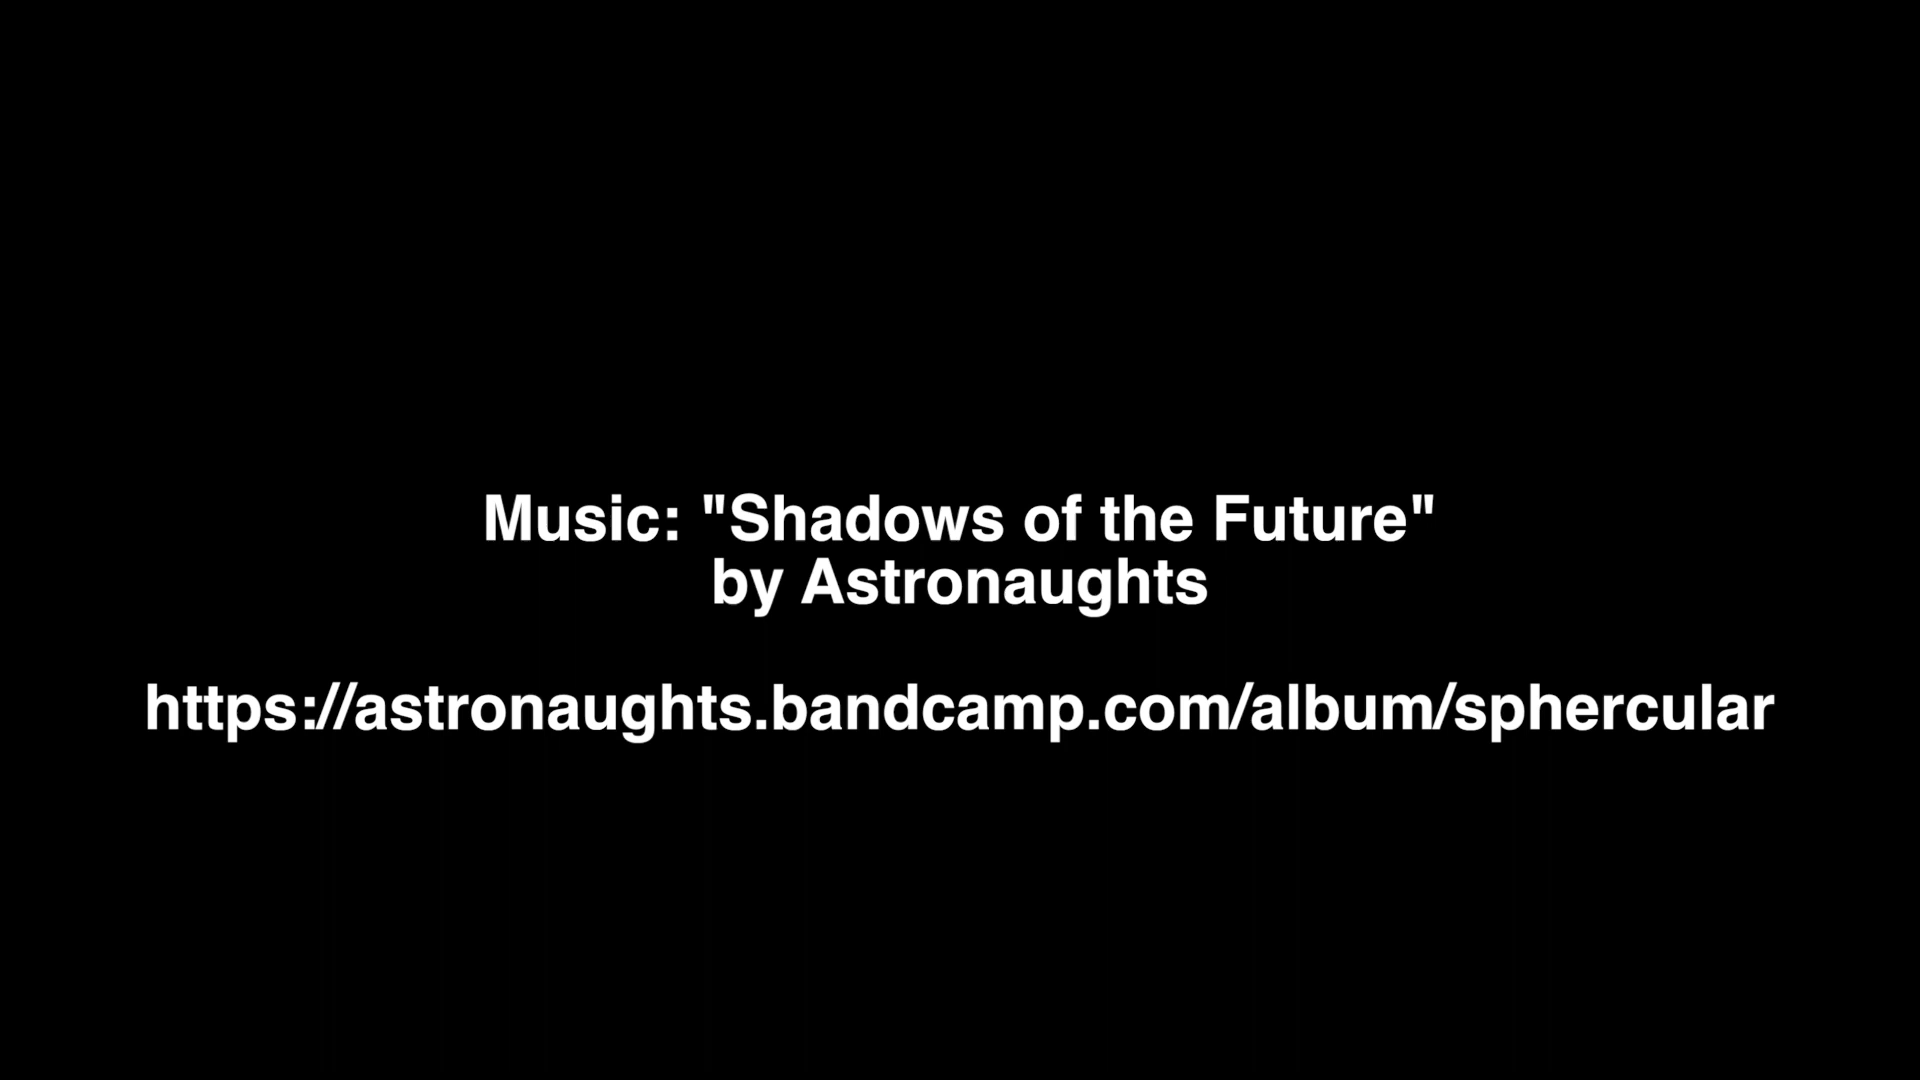 Music: "Shadows of the Future"
by Astronaughts
https://astronaughts.bandcamp.com/album/sphercular